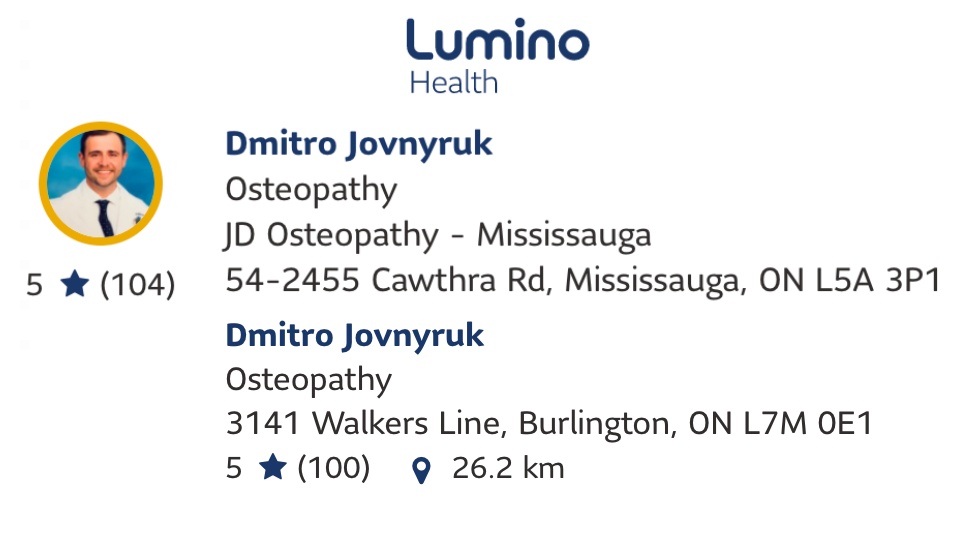 Lumino
Health
Dmitro Jovnyruk
Osteopathy
JD Osteopathy - Mississauga
54-2455 Cawthra Rd, Mississauga, ON L5A 3P1
5 ★ (104)
Dmitro Jovnyruk
Osteopathy
3141 Walkers Line, Burlington, ON L7M 0E1
5 ★ (100) 26.2 km